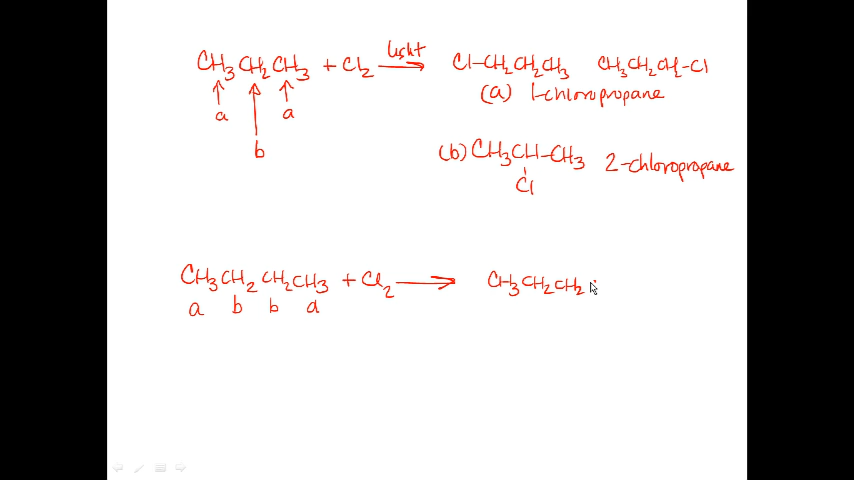 CH3CH2CH3 + Cl2 light → Cl-CH2CH2CH3 CH3CH2CH2-Cl
a a (a) 1-chloropropane
b (b) CH3CH-CH3 2-chloropropane
Cl
CH3CH2CH2CH3 + Cl2 → CH3CH2CH2
a b b a